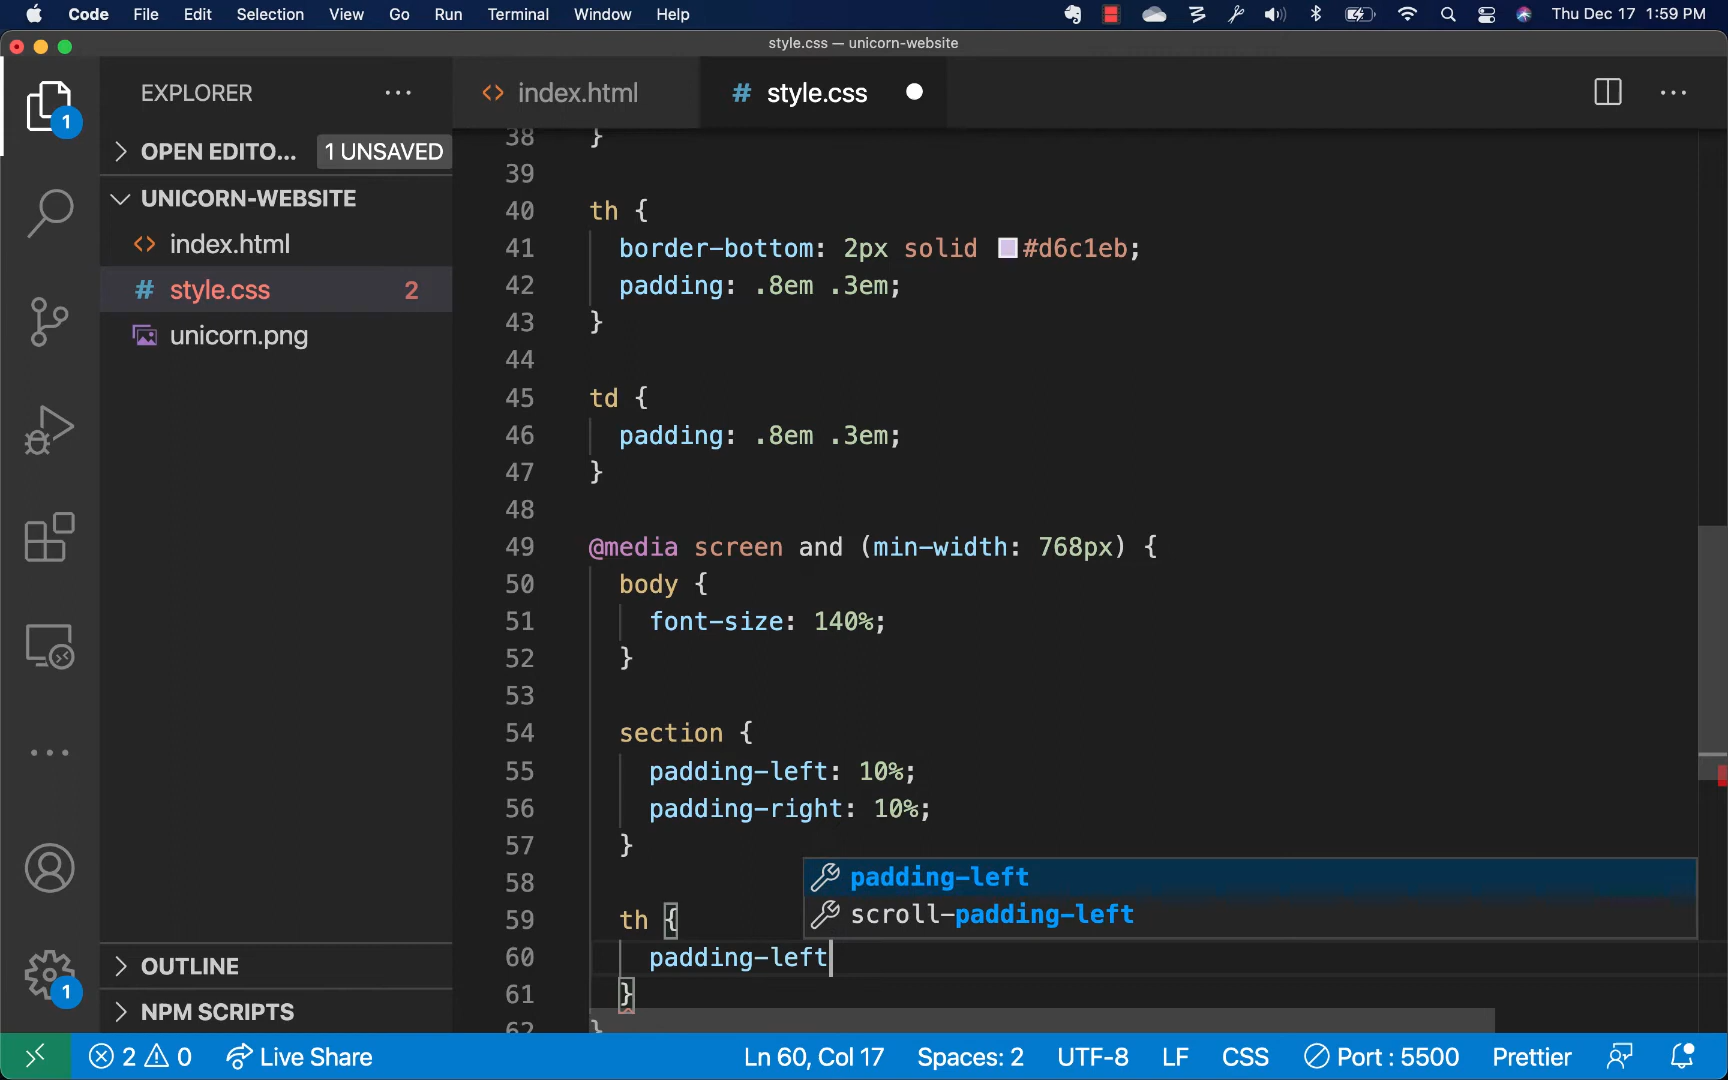 Code File Edit Selection View Go Run Terminal Window Help Thu Dec 17 1:59 PM
style.css — unicorn-website
EXPLORER
index.html
# style.css
1
OPEN EDITO... 1 UNSAVED
UNICORN-WEBSITE
<> index.html
# style.css 2
unicorn.png
38 }
39
40 th {
41 border-bottom: 2px solid #d6c1eb;
42 padding: .8em .3em;
43 }
44
45 td {
46 padding: .8em .3em;
47 }
48
49 @media screen and (min-width: 768px) {
50 body {
51 font-size: 140%;
52 }
53
54 section {
55 padding-left: 10%;
56 padding-right: 10%;
57 }
58
padding-left
scroll-padding-left
59 th {
60 padding-left
61 }
62 }
OUTLINE
NPM SCRIPTS
1
2 0 Live Share Ln 60, Col 17 Spaces: 2 UTF-8 LF CSS Port : 5500 Prettier